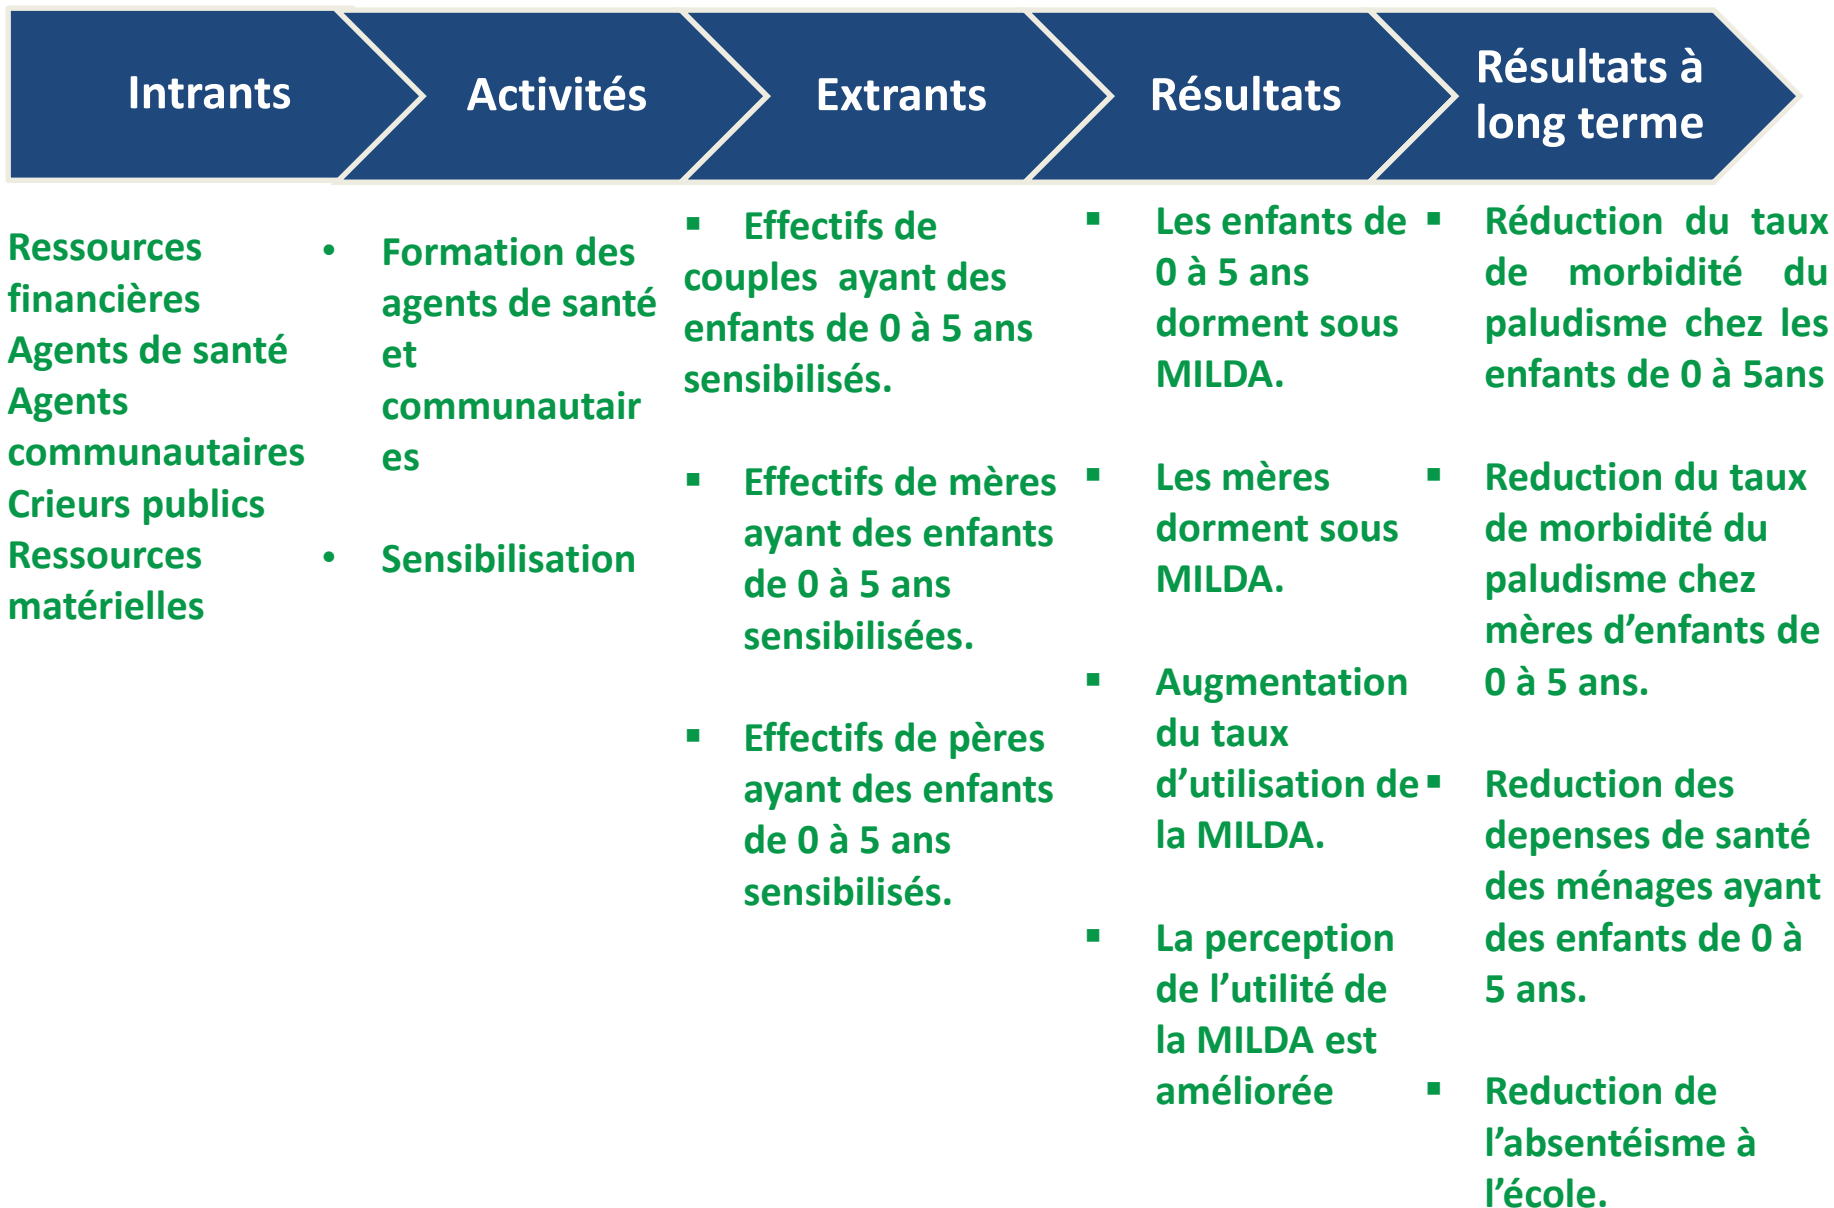 Intrants
Activités
Extrants
Résultats
Résultats à
long terme
Ressources
financières
Agents de santé
Agents
communautaires
Crieurs publics
Ressources
matérielles
• Formation des
agents de santé
et
communautair
es
• Sensibilisation
▪ Effectifs de
couples ayant des
enfants de 0 à 5 ans
sensibilisés.
▪ Effectifs de mères
ayant des enfants
de 0 à 5 ans
sensibilisées.
▪ Effectifs de pères
ayant des enfants
de 0 à 5 ans
sensibilisés.
▪ Les enfants de
0 à 5 ans
dorment sous
MILDA.
▪ Les mères
dorment sous
MILDA.
▪ Augmentation
du taux
d’utilisation de
la MILDA.
▪ La perception
de l’utilité de
la MILDA est
améliorée
▪ Réduction du taux
de morbidité du
paludisme chez les
enfants de 0 à 5ans
▪ Reduction du taux
de morbidité du
paludisme chez
mères d’enfants de
0 à 5 ans.
▪ Reduction des
depenses de santé
des ménages ayant
des enfants de 0 à
5 ans.
▪ Reduction de
l’absentéisme à
l’école.